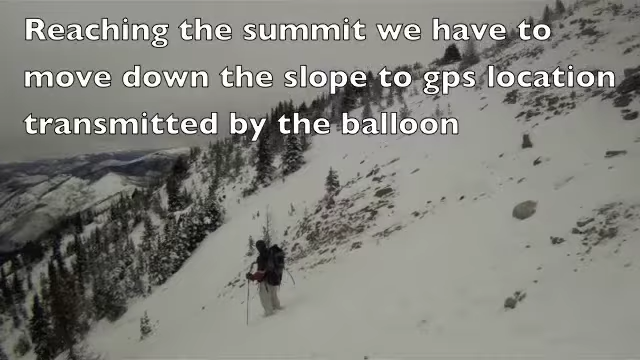 Reaching the summit we have to
move down the slope to gps location
transmitted by the balloon